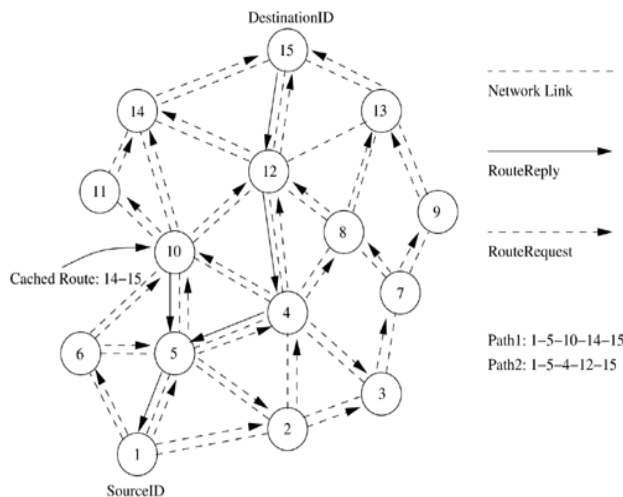 DestinationID
15
14
13
Network Link
12
11
RouteReply
9
8
10
RouteRequest
Cached Route: 14–15
7
4
6
5
Path1: 1–5–10–14–15
Path2: 1–5–4–12–15
3
2
1
SourceID